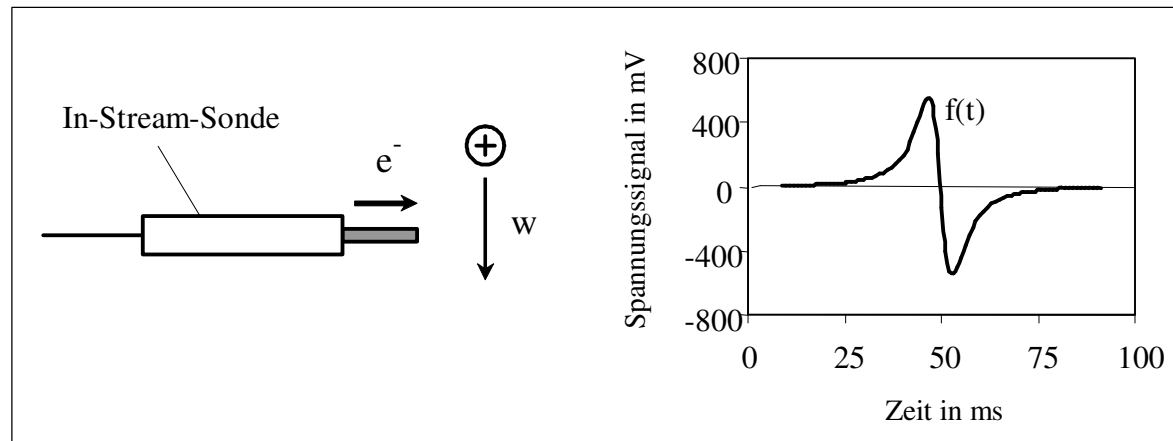 In-Stream-Sonde
e-
+
w
Spannungssignal in mV
800
400
0
-400
-800
f(t)
0 25 50 75 100
Zeit in ms